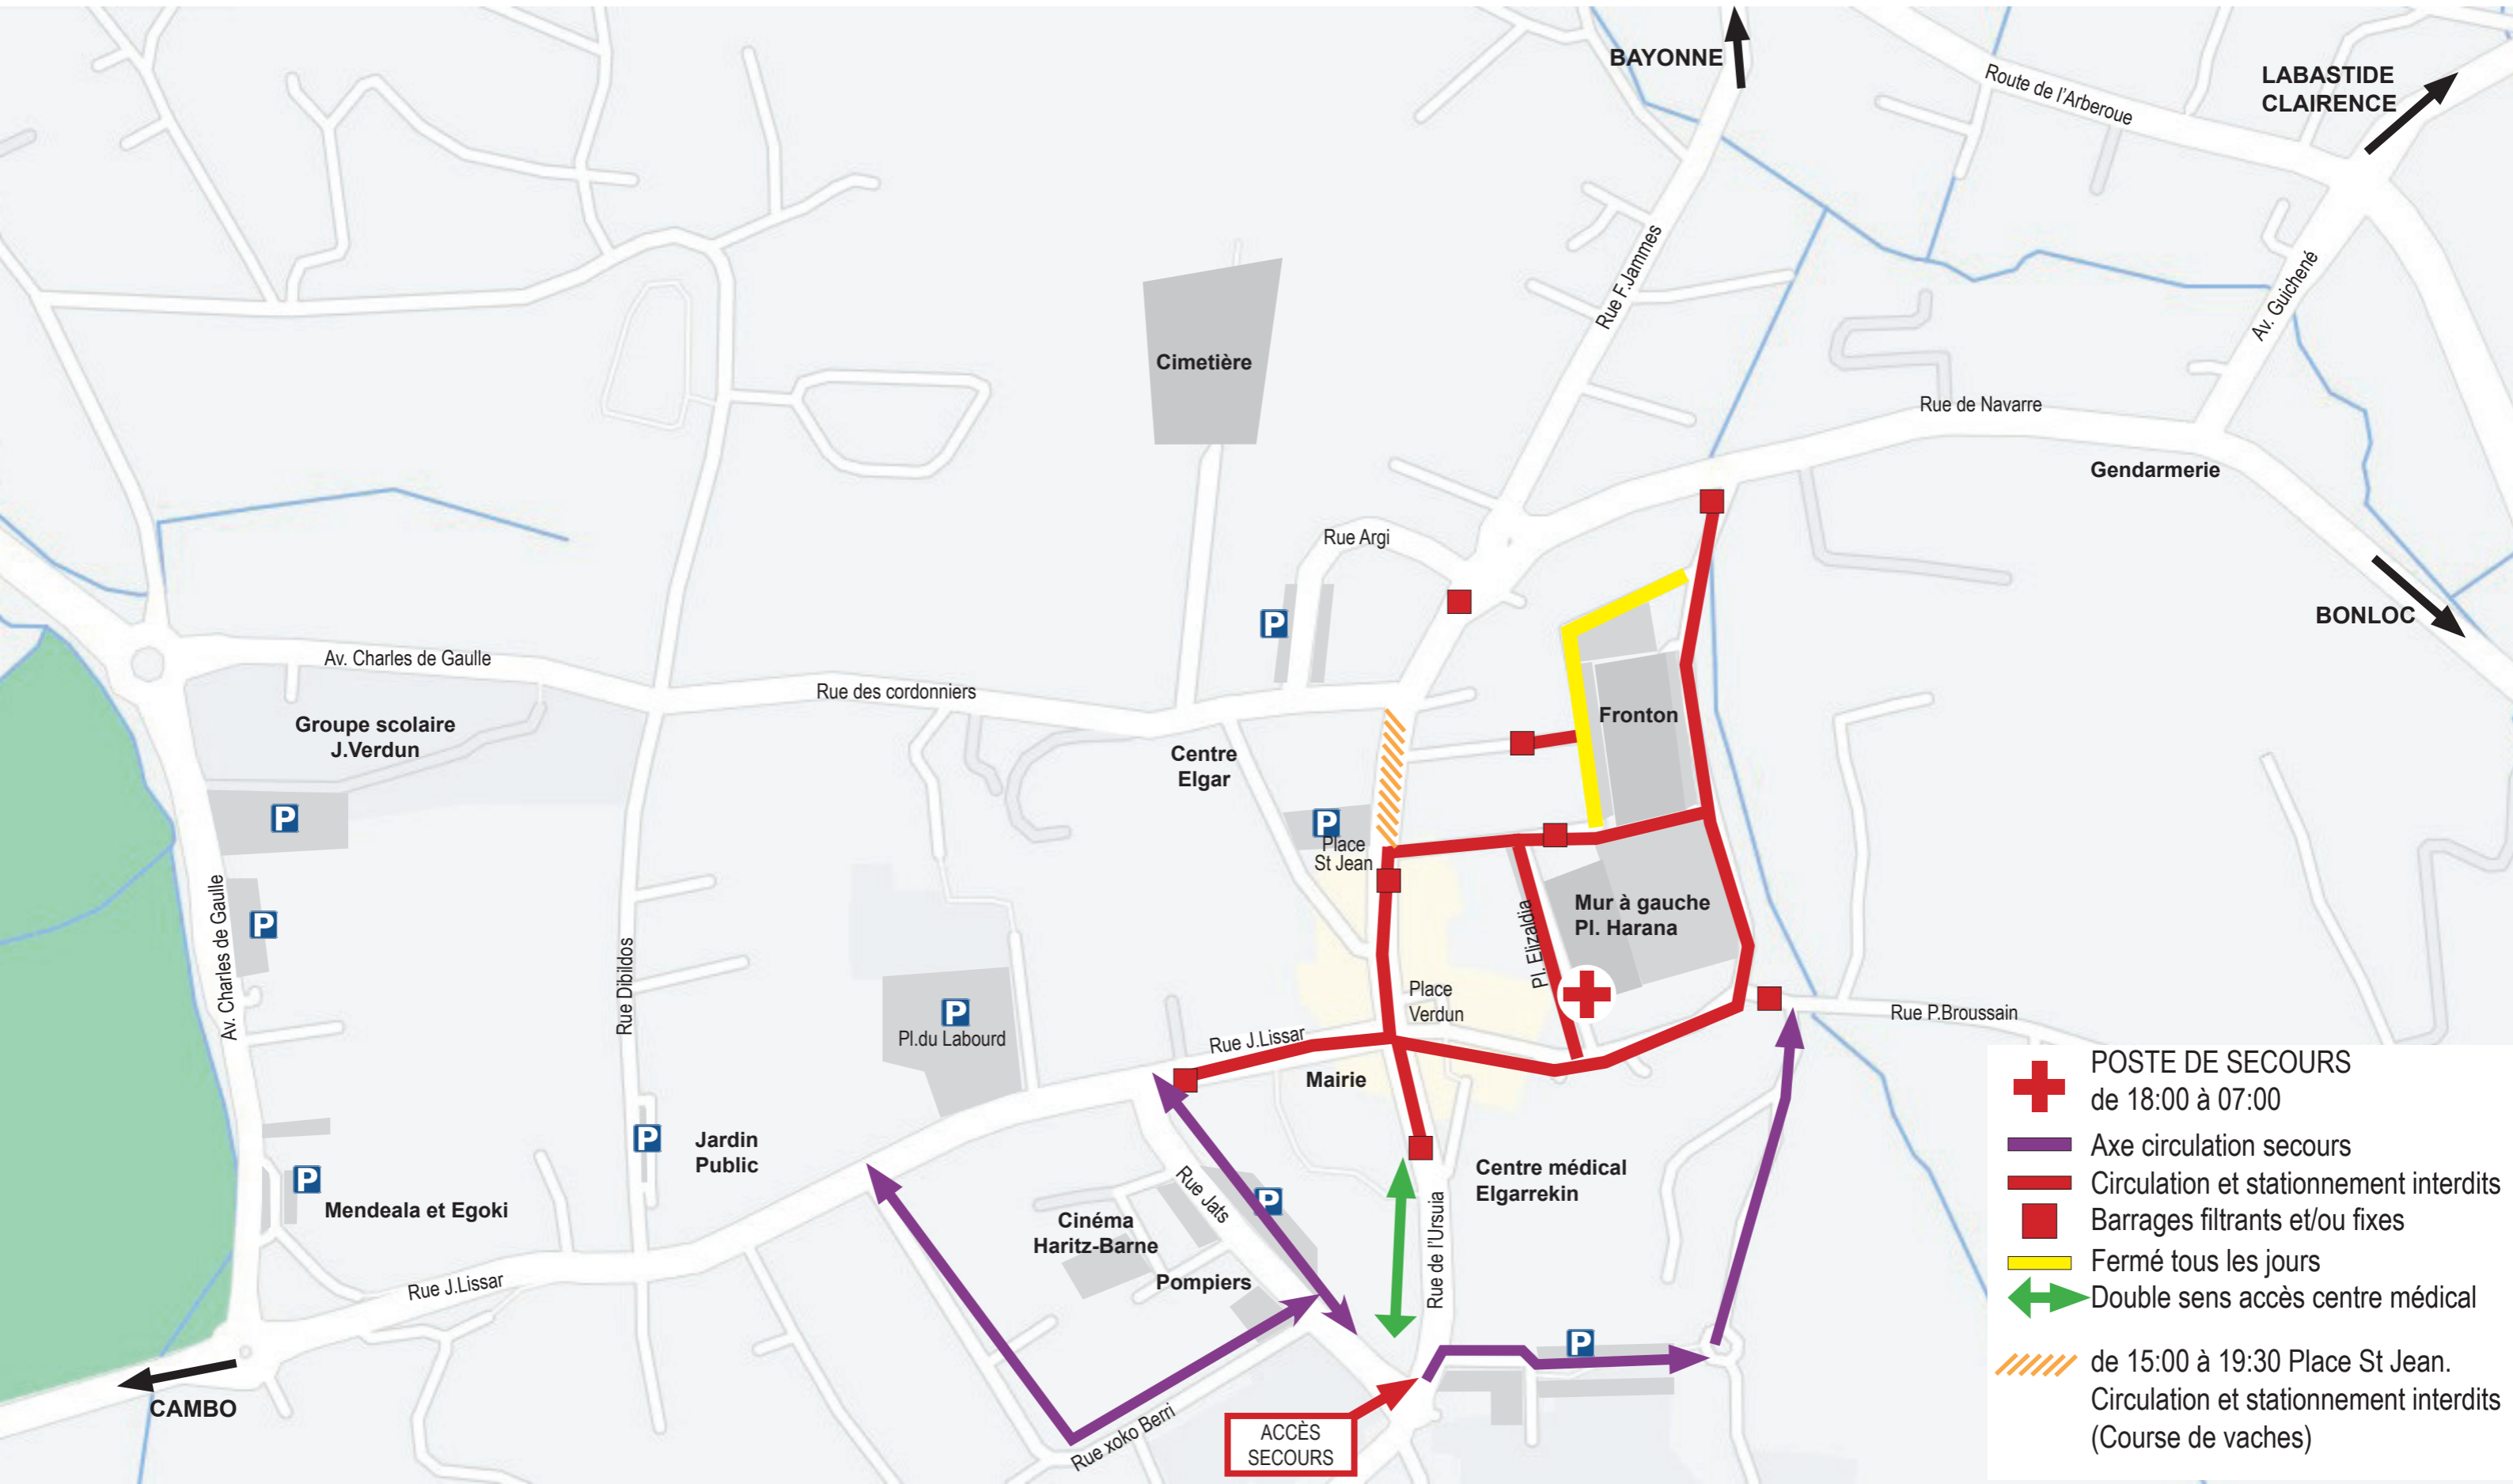 BAYONNE
Route de l'Arberoue
LABASTIDE
CLAIRENCE
Rue F.Jammes
Av. Guichené
Cimetière
Rue de Navarre
Gendarmerie
Rue Argi
BONLOC
P
Av. Charles de Gaulle
Rue des cordonniers
Groupe scolaire
J.Verdun
Fronton
Centre
Elgar
P
P
Place
St Jean
Av. Charles de Gaulle
P
Mur à gauche
Pl. Harana
Pl. Elizaldia
Rue Dibildos
P
Pl.du Labourd
Place
Verdun
Rue J.Lissar
Rue P.Broussain
Mairie
P
Jardin
Public
P
Mendeala et Egoki
Rue Jats
P
Centre médical
Elgarrekin
Cinéma
Haritz-Barne
Pompiers
Rue de l'Ursuia
Rue J.Lissar
P
CAMBO
Rue xoko Berri
ACCÈS
SECOURS
POSTE DE SECOURS
de 18:00 à 07:00
Axe circulation secours
Circulation et stationnement interdits
Barrages filtrants et/ou fixes
Fermé tous les jours
Double sens accès centre médical
de 15:00 à 19:30 Place St Jean.
Circulation et stationnement interdits
(Course de vaches)